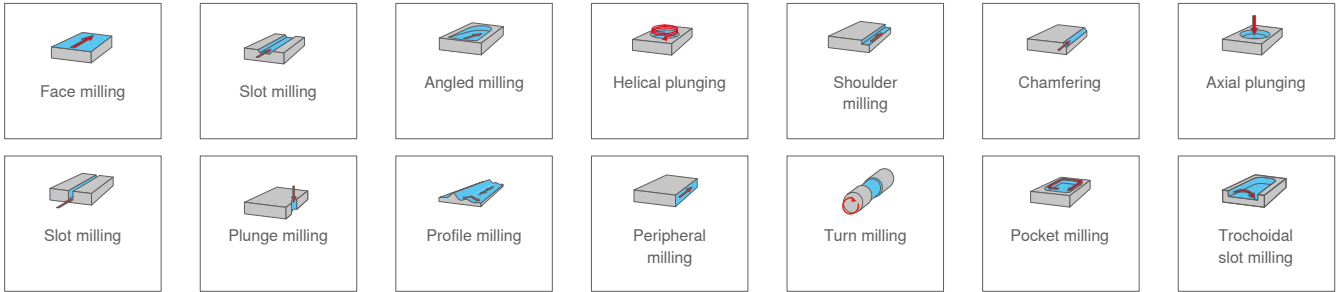 Face milling
Slot milling
Angled milling
Helical plunging
Shoulder
milling
Chamfering
Axial plunging
Slot milling
Plunge milling
Profile milling
Peripheral
milling
Turn milling
Pocket milling
Trochoidal
slot milling